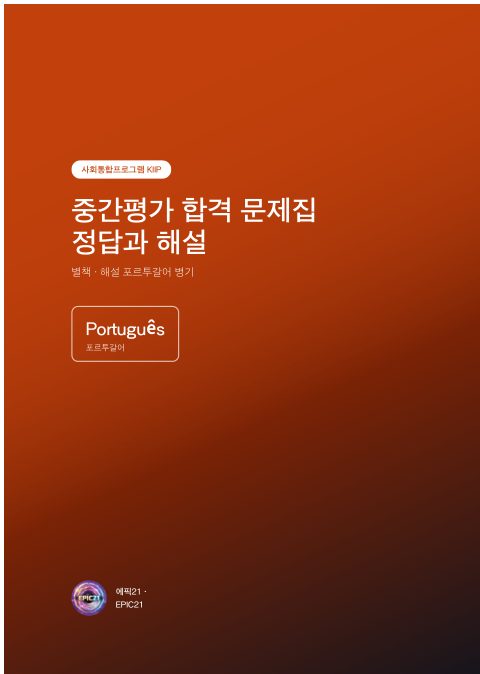 사회통합프로그램 KIIP
중간평가 합격 문제집
정답과 해설
별책 · 해설 포르투갈어 병기
Português
포르투갈어
EPIC21
에픽21 ·
EPIC21